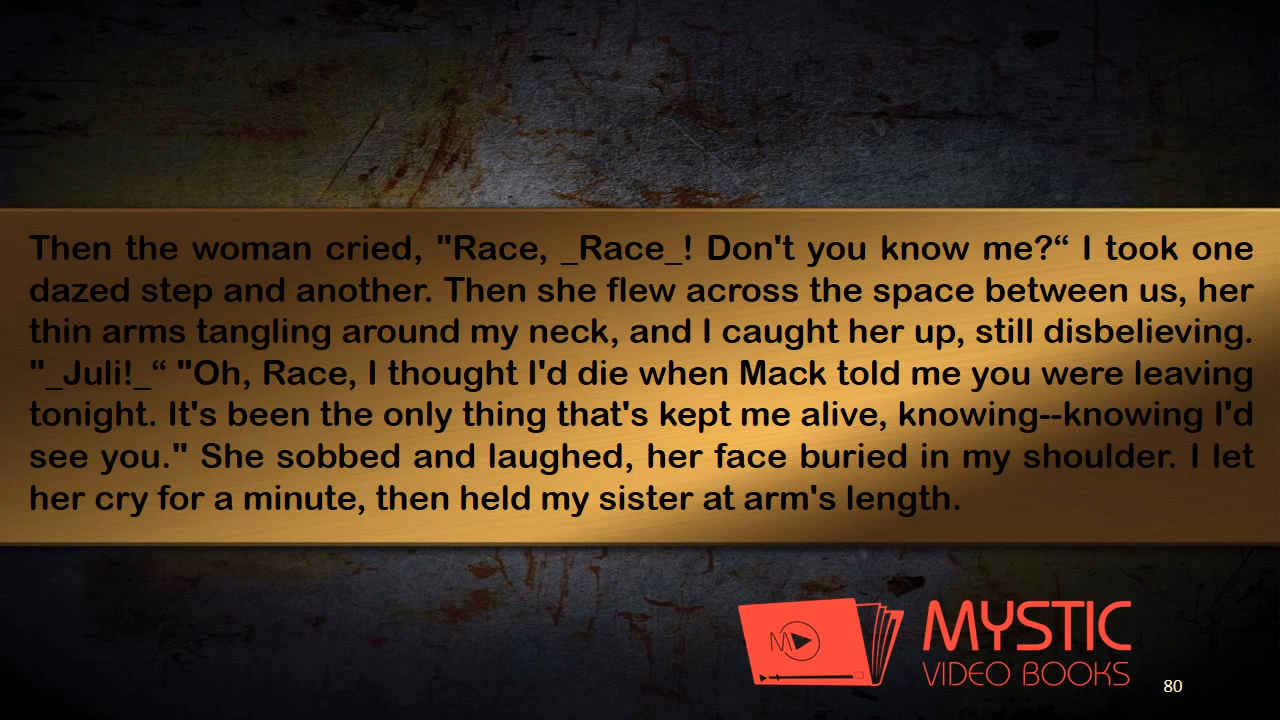 Then the woman cried, "Race, _Race_! Don't you know me?“ I took one
dazed step and another. Then she flew across the space between us, her
thin arms tangling around my neck, and I caught her up, still disbelieving.
"_Juli!_“ "Oh, Race, I thought I'd die when Mack told me you were leaving
tonight. It's been the only thing that's kept me alive, knowing--knowing I'd
see you." She sobbed and laughed, her face buried in my shoulder. I let
her cry for a minute, then held my sister at arm's length.
M
MYSTIC
VIDEO BOOKS
80